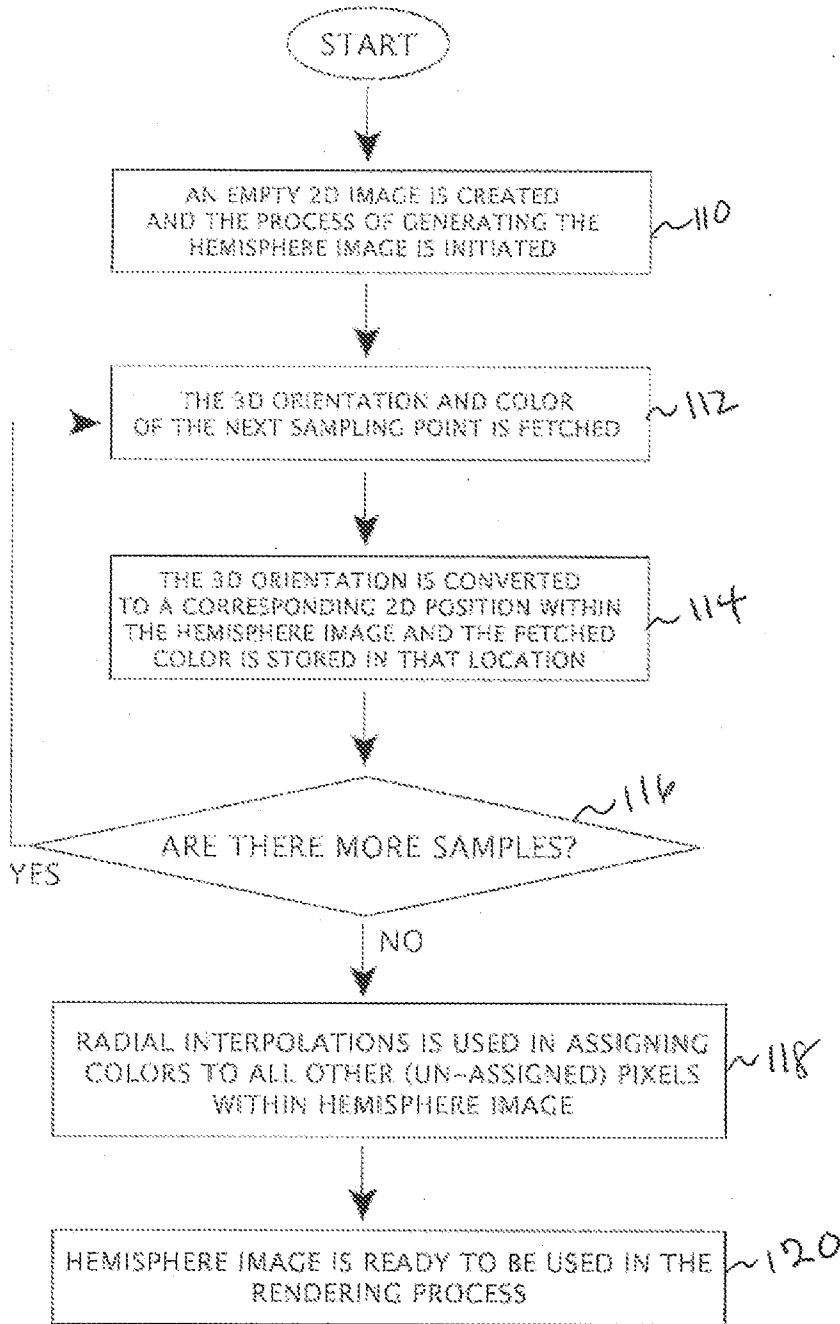 START
AN EMPTY 2D IMAGE IS CREATED
AND THE PROCESS OF GENERATING THE
HEMISPHERE IMAGE IS INITIATED
110
THE 3D ORIENTATION AND COLOR
OF THE NEXT SAMPLING POINT IS FETCHED
112
THE 3D ORIENTATION IS CONVERTED
TO A CORRESPONDING 2D POSITION WITHIN
THE HEMISPHERE IMAGE AND THE FETCHED
COLOR IS STORED IN THAT LOCATION
114
116
ARE THERE MORE SAMPLES?
YES
NO
RADIAL INTERPOLATIONS IS USED IN ASSIGNING
COLORS TO ALL OTHER (UN-ASSIGNED) PIXELS
WITHIN HEMISPHERE IMAGE
118
HEMISPHERE IMAGE IS READY TO BE USED IN THE
RENDERING PROCESS
120